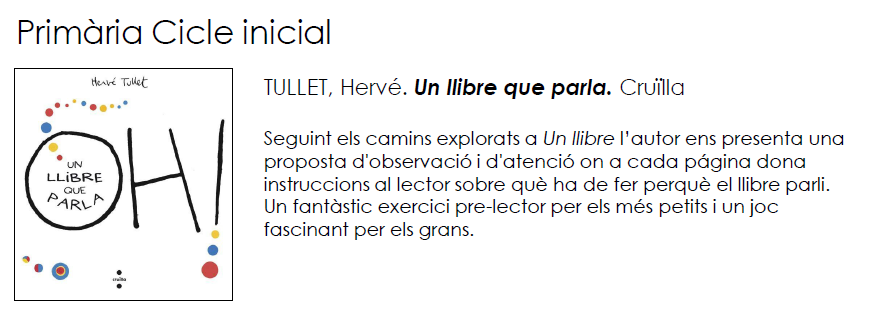 Primària Cicle inicial
Hervé Tullet
OH!
UN
LLIBRE
QUE
PARLA
cruïlla
TULLET, Hervé. Un llibre que parla. Cruïlla
Seguint els camins explorats a Un llibre l’autor ens presenta una
proposta d'observació i d'atenció on a cada página dona
instruccions al lector sobre què ha de fer perquè el llibre parli.
Un fantàstic exercici pre-lector per els més petits i un joc
fascinant per els grans.